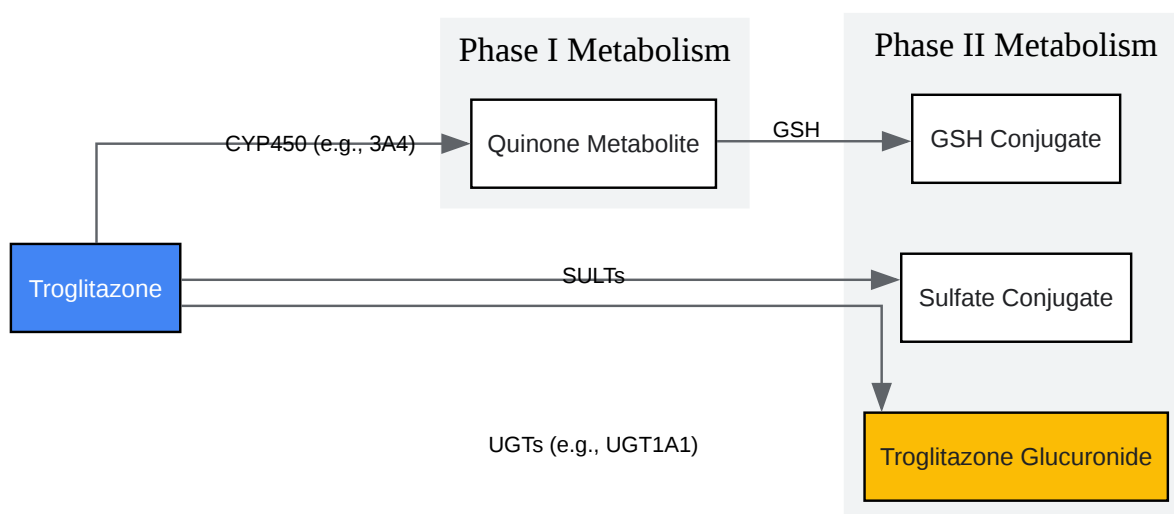 Phase I Metabolism
Phase II Metabolism
CYP450 (e.g., 3A4)
Quinone Metabolite
GSH
GSH Conjugate
Troglitazone
SULTs
Sulfate Conjugate
UGTs (e.g., UGT1A1)
Troglitazone Glucuronide